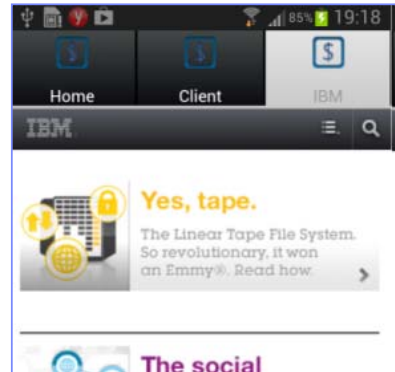 85% 19:18
Home Client IBM
IBM
Yes, tape.
The Linear Tape File System.
So revolutionary, it won
an Emmy®. Read how.
The social